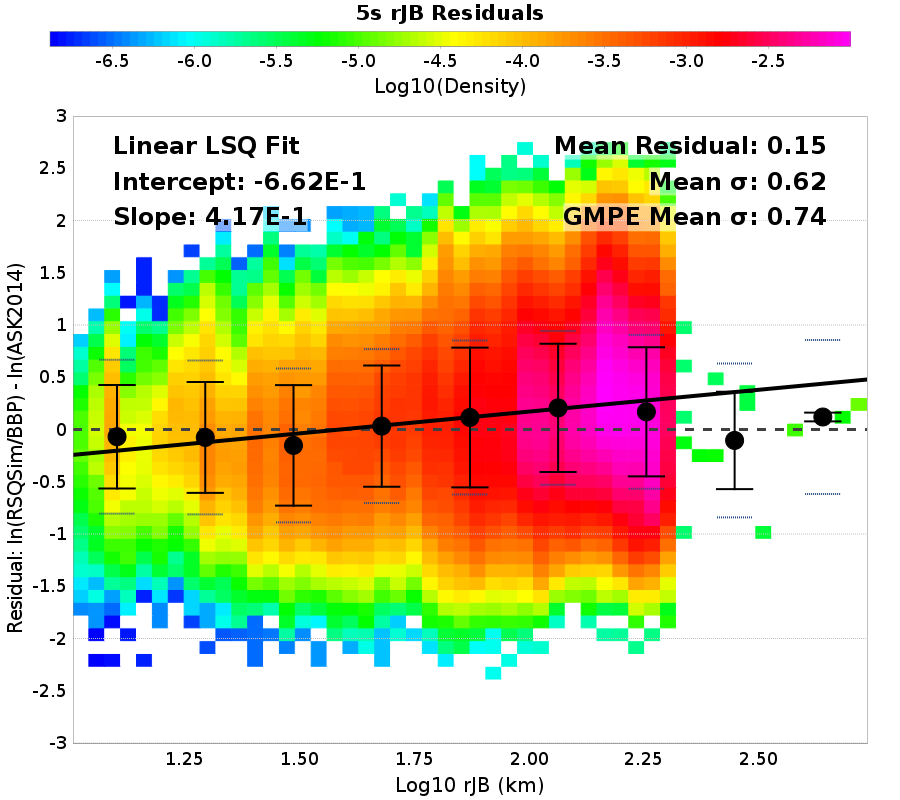 5s rJB Residuals
-6.5 -6.0 -5.5 -5.0 -4.5 -4.0 -3.5 -3.0 -2.5
Log10(Density)
Linear LSQ Fit
Intercept: -6.62E-1
Slope: 4.17E-1
Mean Residual: 0.15
Mean σ: 0.62
GMPE Mean σ: 0.74
Residual: ln(RSQSim/BBP) - ln(ASK2014)
3
2.5
2
1.5
1
0.5
0
-0.5
-1
-1.5
-2
-2.5
-3
1.25 1.50 1.75 2.00 2.25 2.50
Log10 rJB (km)